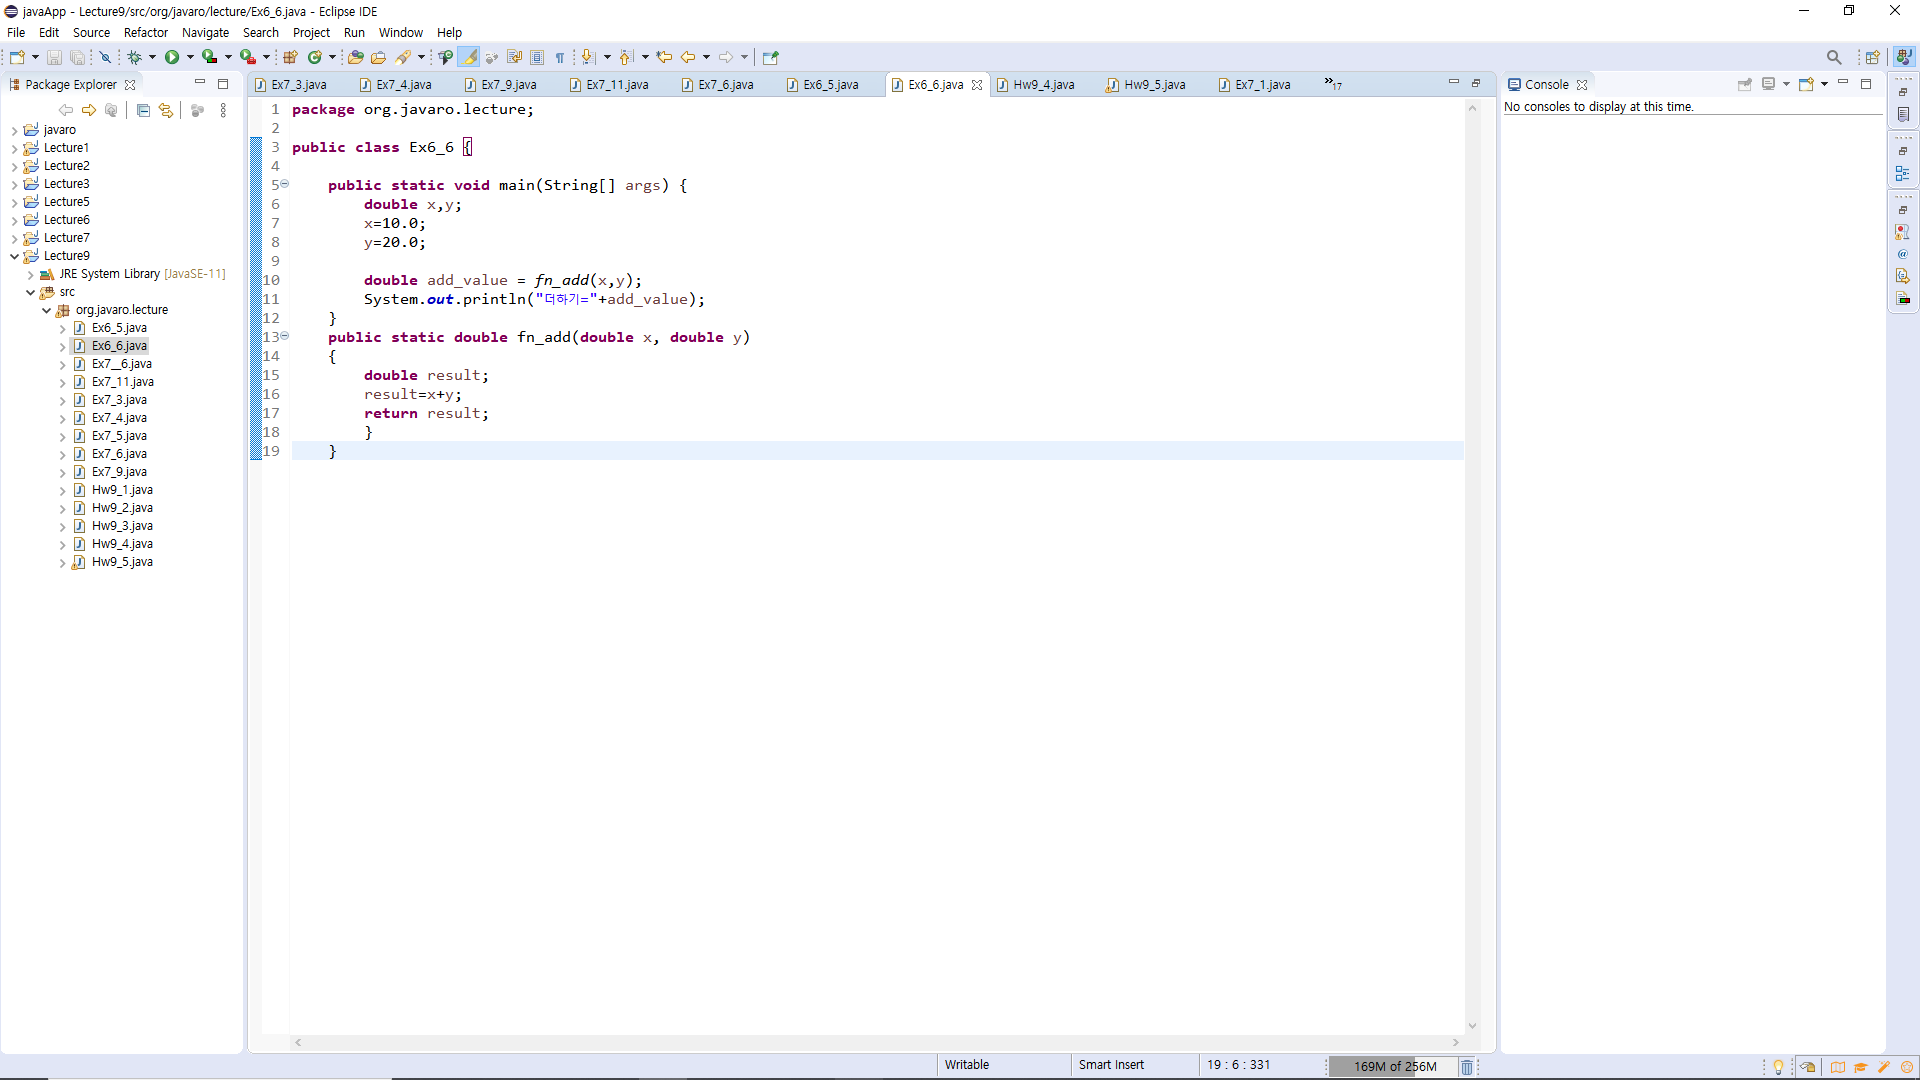 javaApp - Lecture9/src/org/javaro/lecture/Ex6_6.java - Eclipse IDE
File Edit Source Refactor Navigate Search Project Run Window Help
Package Explorer
javaro
Lecture1
Lecture2
Lecture3
Lecture5
Lecture6
Lecture7
Lecture9
JRE System Library [JavaSE-11]
src
org.javaro.lecture
Ex6_5.java
Ex6_6.java
Ex7__6.java
Ex7_11.java
Ex7_3.java
Ex7_4.java
Ex7_5.java
Ex7_6.java
Ex7_9.java
Hw9_1.java
Hw9_2.java
Hw9_3.java
Hw9_4.java
Hw9_5.java
Ex7_3.java Ex7_4.java Ex7_9.java Ex7_11.java Ex7_6.java Ex6_5.java Ex6_6.java Hw9_4.java Hw9_5.java Ex7_1.java »17
1 package org.javaro.lecture;
2
3 public class Ex6_6 {
4
5 public static void main(String[] args) {
6 double x,y;
7 x=10.0;
8 y=20.0;
9
10 double add_value = fn_add(x,y);
11 System.out.println("더하기="+add_value);
12 }
13 public static double fn_add(double x, double y)
14 {
15 double result;
16 result=x+y;
17 return result;
18 }
19 }
Console
No consoles to display at this time.
Writable Smart Insert 19 : 6 : 331 169M of 256M